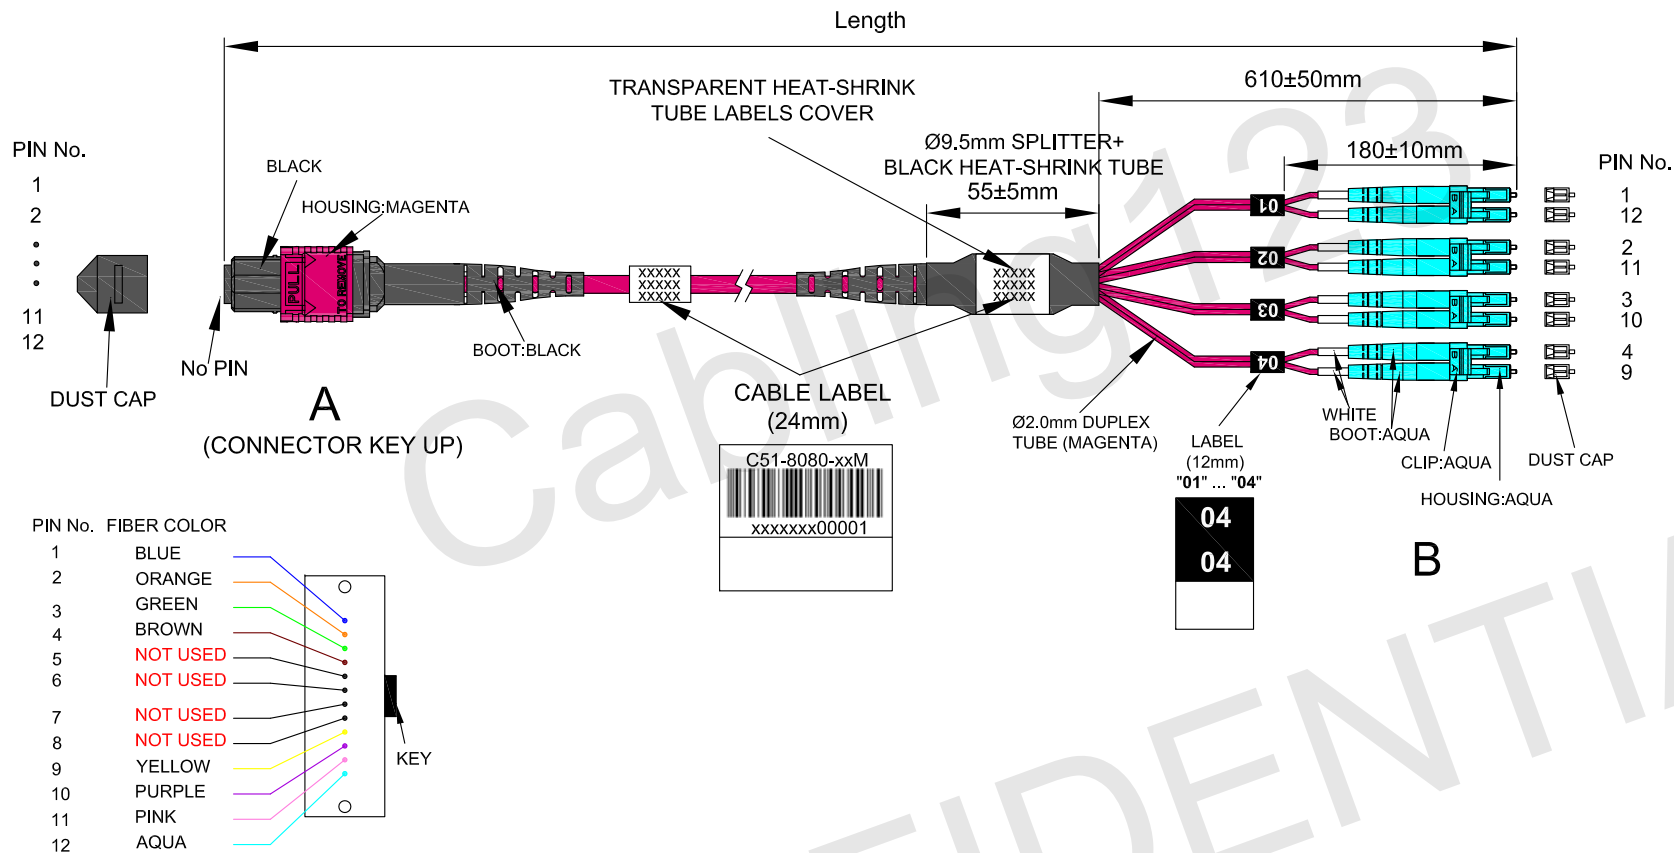 Length
610±50mm
TRANSPARENT HEAT-SHRINK
TUBE LABELS COVER
Ø9.5mm SPLITTER+
BLACK HEAT-SHRINK TUBE
55±5mm
180±10mm
PIN No.
1
2
11
12
DUST CAP
No PIN
BLACK
HOUSING:MAGENTA
PULL
TO REMOVE
BOOT:BLACK
A
(CONNECTOR KEY UP)
XXXXX
XXXXX
XXXXX
XXXXX
XXXXX
XXXXX
XXXXX
XXXXX
CABLE LABEL
(24mm)
C51-8080-xxM
xxxxxxx00001
Ø2.0mm DUPLEX
TUBE (MAGENTA)
01
02
03
04
LABEL
(12mm)
"01" ... "04"
04
04
B A
B A
WHITE
BOOT:AQUA
CLIP:AQUA
HOUSING:AQUA
DUST CAP
B
PIN No.
1
12
2
11
3
10
4
9
PIN No. FIBER COLOR
1 BLUE
2 ORANGE
3 GREEN
4 BROWN
5 NOT USED
6 NOT USED
7 NOT USED
8 NOT USED
9 YELLOW
10 PURPLE
11 PINK
12 AQUA
KEY
Cabling123
FIDENTIA